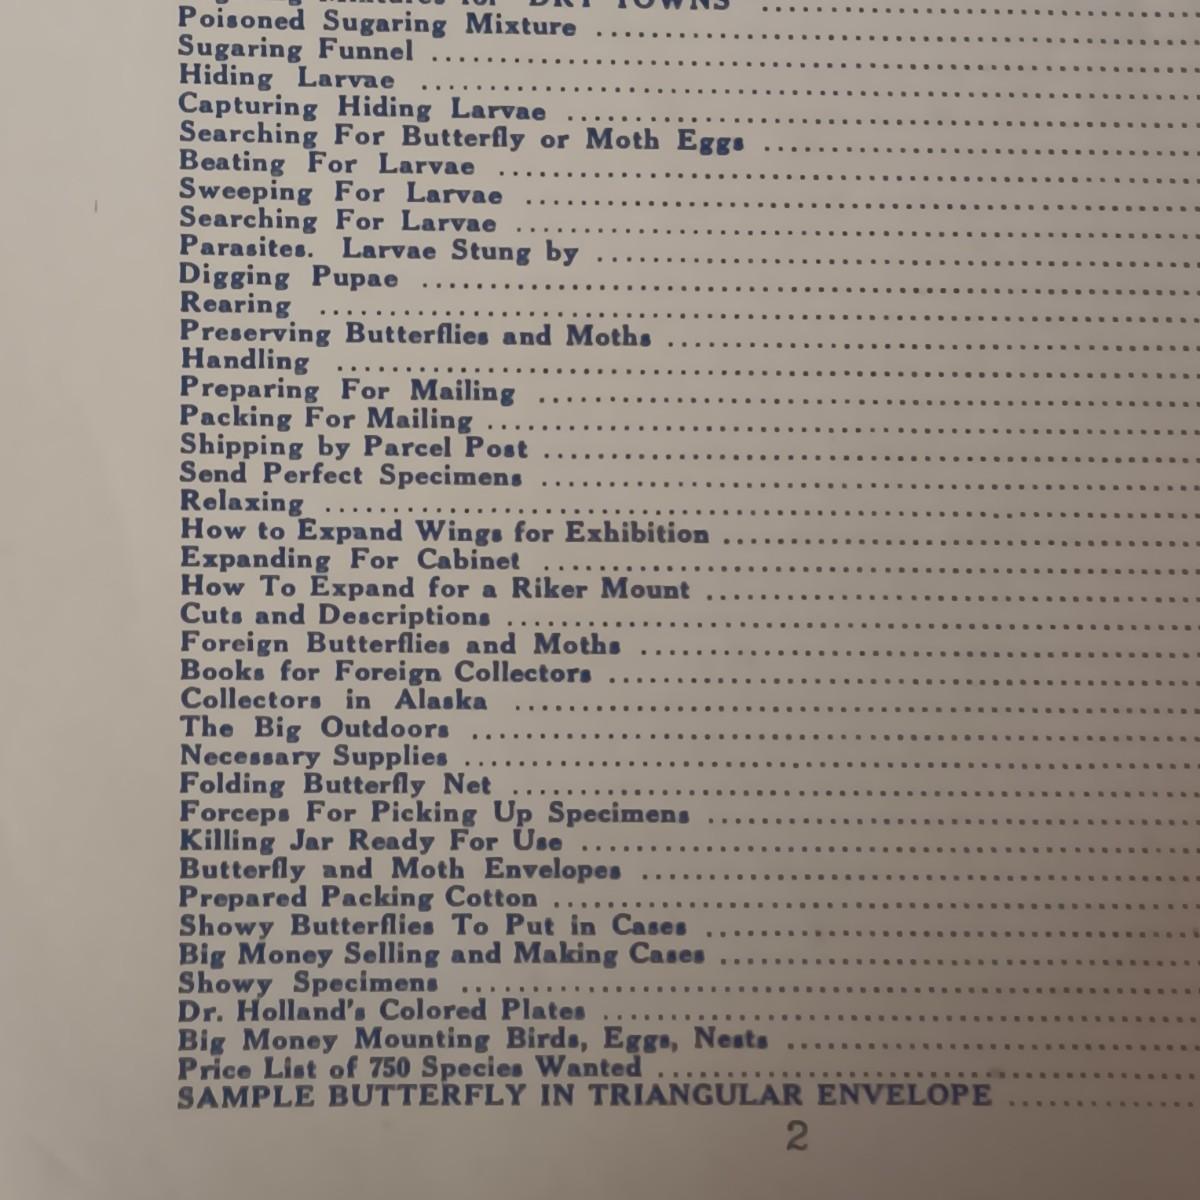 Mixtures for "DRY TOWNS" ..........
Poisoned Sugaring Mixture ..........
Sugaring Funnel ..........
Hiding Larvae ..........
Capturing Hiding Larvae ..........
Searching For Butterfly or Moth Eggs ..........
Beating For Larvae ..........
Sweeping For Larvae ..........
Searching For Larvae ..........
Parasites. Larvae Stung by ..........
Digging Pupae ..........
Rearing ..........
Preserving Butterflies and Moths ..........
Handling ..........
Preparing For Mailing ..........
Packing For Mailing ..........
Shipping by Parcel Post ..........
Send Perfect Specimens ..........
Relaxing ..........
How to Expand Wings for Exhibition ..........
Expanding For Cabinet ..........
How To Expand for a Riker Mount ..........
Cuts and Descriptions ..........
Foreign Butterflies and Moths ..........
Books for Foreign Collectors ..........
Collectors in Alaska ..........
The Big Outdoors ..........
Necessary Supplies ..........
Folding Butterfly Net ..........
Forceps For Picking Up Specimens ..........
Killing Jar Ready For Use ..........
Butterfly and Moth Envelopes ..........
Prepared Packing Cotton ..........
Showy Butterflies To Put in Cases ..........
Big Money Selling and Making Cases ..........
Showy Specimens ..........
Dr. Holland's Colored Plates ..........
Big Money Mounting Birds, Eggs, Nests ..........
Price List of 750 Species Wanted ..........
SAMPLE BUTTERFLY IN TRIANGULAR ENVELOPE ..........
2